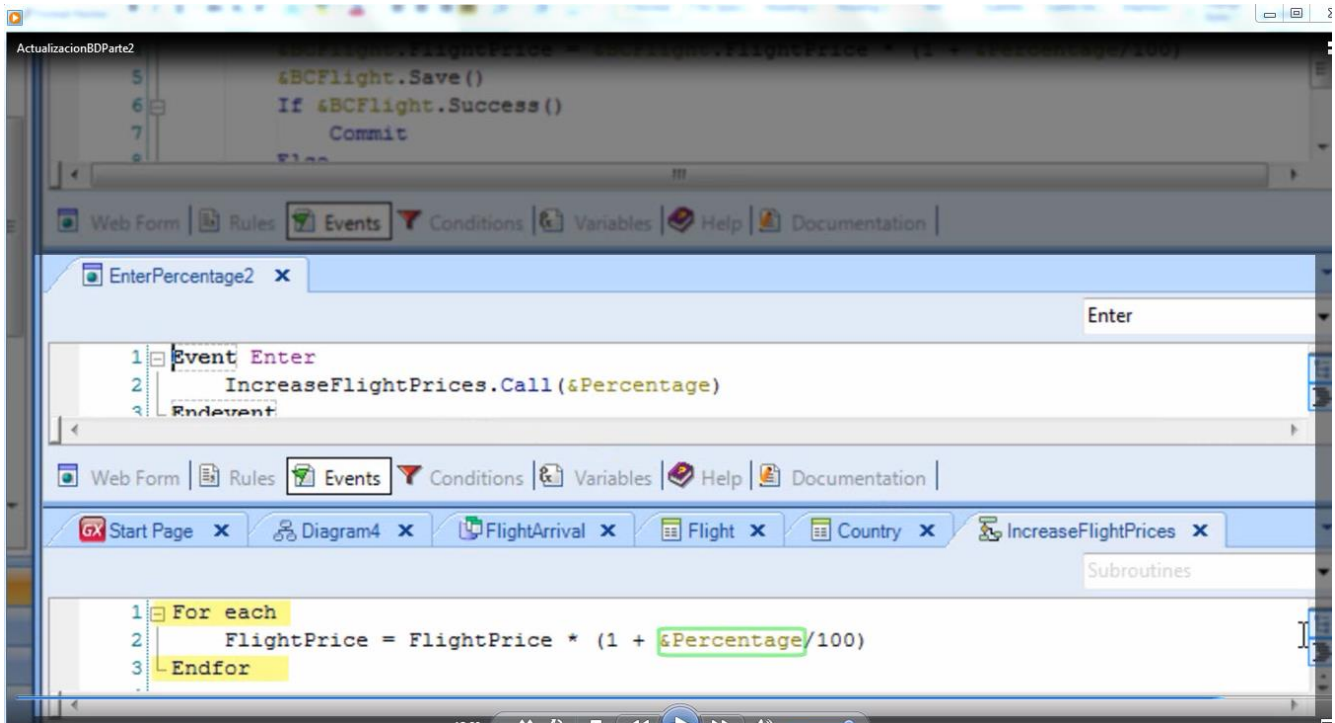 ActualizacionBDParte2
&BCFlight.FlightPrice = &BCFlight.FlightPrice * (1 + &Percentage/100)
5 &BCFlight.Save()
6 If &BCFlight.Success()
7 Commit
8 Else
Web Form Rules Events Conditions Variables Help Documentation
EnterPercentage2
Enter
1 Event Enter
2 IncreaseFlightPrices.Call(&Percentage)
3 Endevent
Web Form Rules Events Conditions Variables Help Documentation
GX Start Page Diagram4 FlightArrival Flight Country IncreaseFlightPrices
Subroutines
1 For each
2 FlightPrice = FlightPrice * (1 + &Percentage/100)
3 Endfor